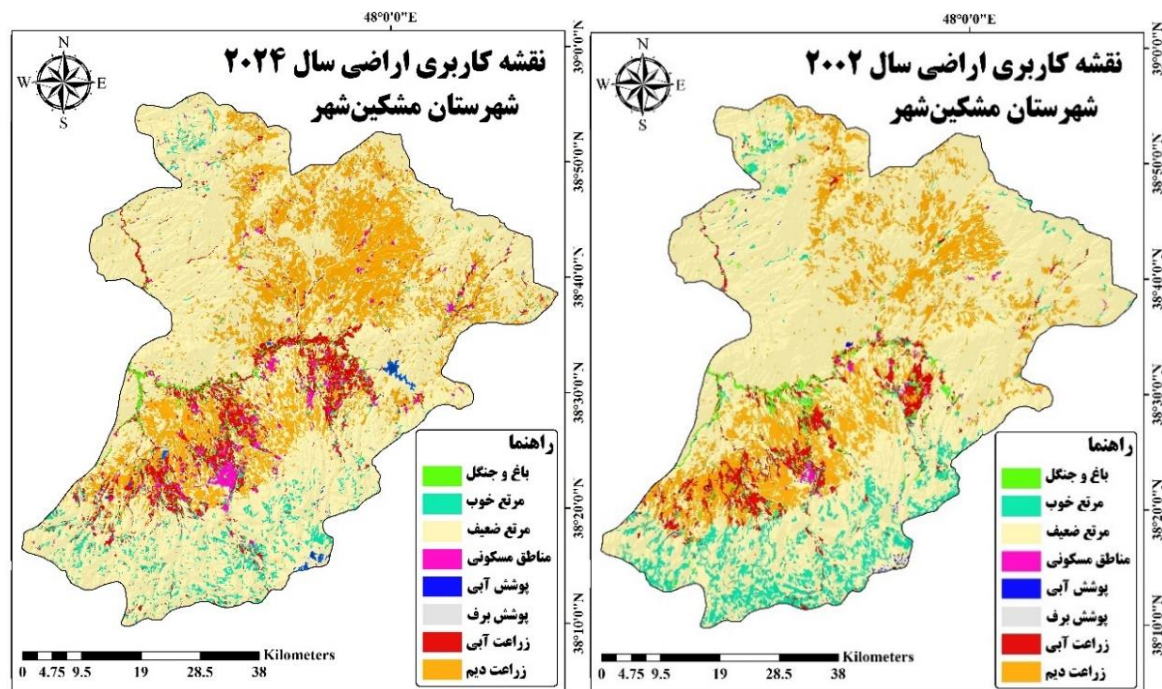 48°0'0"E
N
W
E
S
نقشه کاربری اراضی سال ۲۰۲۴
شهرستان مشکین‌شهر
39°0'0"N
38°50'0"N
38°40'0"N
38°30'0"N
38°20'0"N
38°10'0"N
راهنما
باغ و جنگل
مرتع خوب
مرتع ضعیف
مناطق مسکونی
پوشش آبی
پوشش برف
زراعت آبی
زراعت دیم
Kilometers
0 4.75 9.5 19 28.5 38
48°0'0"E
N
W
E
S
نقشه کاربری اراضی سال ۲۰۰۲
شهرستان مشکین‌شهر
39°0'0"N
38°50'0"N
38°40'0"N
38°30'0"N
38°20'0"N
38°10'0"N
راهنما
باغ و جنگل
مرتع خوب
مرتع ضعیف
مناطق مسکونی
پوشش آبی
پوشش برف
زراعت آبی
زراعت دیم
Kilometers
0 4.75 9.5 19 28.5 38